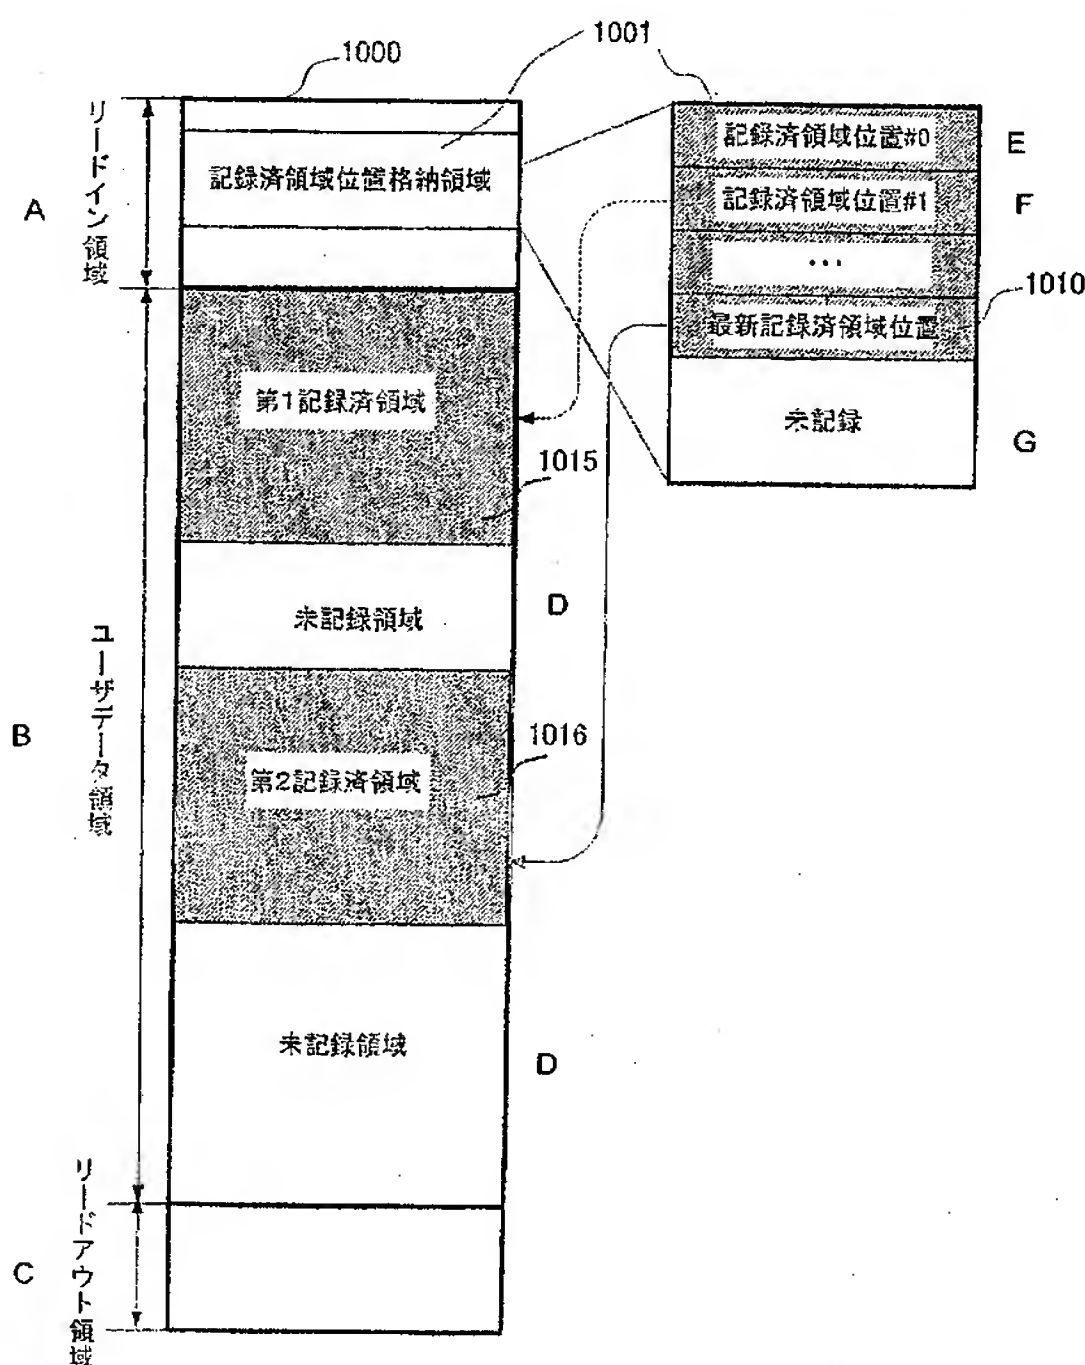 1000
1001
リードイン領域
A
記録済領域位置格納領域
記録済領域位置#0
E
記録済領域位置#1
F
...
1010
最新記録済領域位置
未記録
G
第1記録済領域
1015
未記録領域
D
ユーザデータ領域
B
1016
第2記録済領域
未記録領域
D
リードアウト領域
C